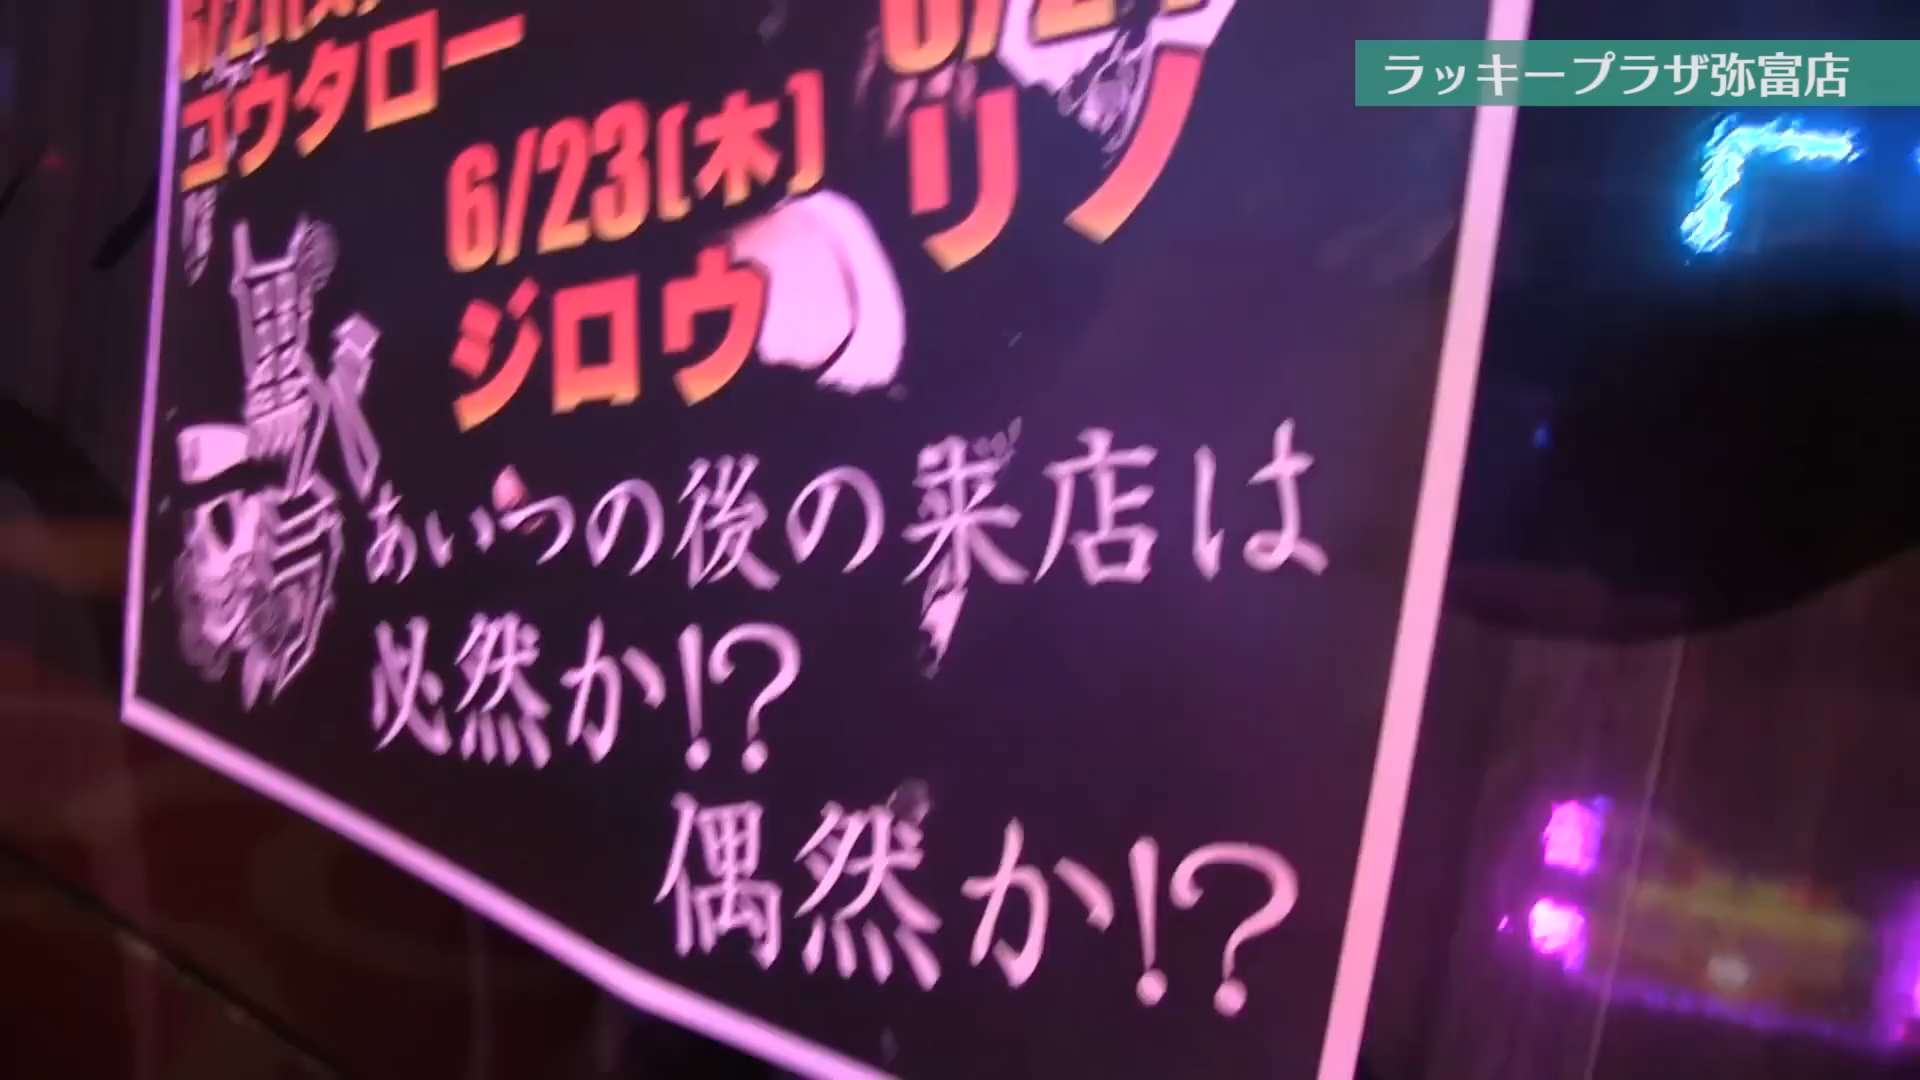 ラッキープラザ弥富店
コウタロー
6/23(木)
ジロウ
リノ
あいつの後の来店は
必然か!?
偶然か!?